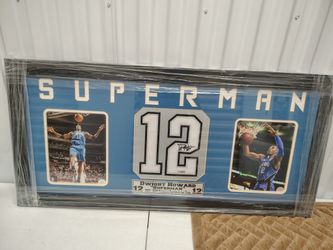 SUPERMAN
12
DWIGHT HOWARD
12 "SUPERMAN" 12